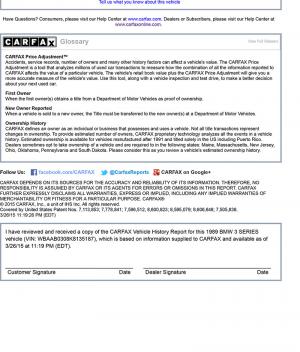 Tell us what you know about this vehicle
Have Questions? Consumers, please visit our Help Center at www.carfax.com. Dealers or Subscribers, please visit our Help Center at
www.carfaxonline.com.
CARFAX Glossary
View Full Glossary
CARFAX Price Adjustment™
Accidents, service records, number of owners and many other history factors can affect a vehicle's value. The CARFAX Price
Adjustment is a tool that analyzes millions of used car transactions to measure how the combination of all the information reported to
CARFAX affects the value of a particular vehicle. The vehicle's retail book value plus the CARFAX Price Adjustment will give you a
more accurate measure of the vehicle's value. Use this tool, along with a vehicle inspection and test drive, to make a better decision
about your next used car.
First Owner
When the first owner(s) obtains a title from a Department of Motor Vehicles as proof of ownership.
New Owner Reported
When a vehicle is sold to a new owner, the Title must be transferred to the new owner(s) at a Department of Motor Vehicles.
Ownership History
CARFAX defines an owner as an individual or business that possesses and uses a vehicle. Not all title transactions represent
changes in ownership. To provide estimated number of owners, CARFAX proprietary technology analyzes all the events in a vehicle
history. Estimated ownership is available for vehicles manufactured after 1991 and titled solely in the US including Puerto Rico.
Dealers sometimes opt to take ownership of a vehicle and are required to in the following states: Maine, Massachusetts, New Jersey,
Ohio, Oklahoma, Pennsylvania and South Dakota. Please consider this as you review a vehicle's estimated ownership history.
Follow Us: facebook.com/CARFAX @CarfaxReports CARFAX on Google+
CARFAX DEPENDS ON ITS SOURCES FOR THE ACCURACY AND RELIABILITY OF ITS INFORMATION. THEREFORE, NO
RESPONSIBILITY IS ASSUMED BY CARFAX OR ITS AGENTS FOR ERRORS OR OMISSIONS IN THIS REPORT. CARFAX
FURTHER EXPRESSLY DISCLAIMS ALL WARRANTIES, EXPRESS OR IMPLIED, INCLUDING ANY IMPLIED WARRANTIES OF
MERCHANTABILITY OR FITNESS FOR A PARTICULAR PURPOSE. CARFAX®
© 2015 CARFAX, Inc., a unit of IHS Inc. All rights reserved.
Covered by United States Patent Nos. 7,113,853; 7,778,841; 7,596,512, 8,600,823; 8,595,079; 8,606,648; 7,505,838.
3/26/15 11:19:26 PM (EDT)
I have reviewed and received a copy of the CARFAX Vehicle History Report for this 1989 BMW 3 SERIES
vehicle (VIN: WBAAB0308K8135187), which is based on information supplied to CARFAX and available as of
3/26/15 at 11:19 PM (EDT).
Customer Signature Date Dealer Signature Date